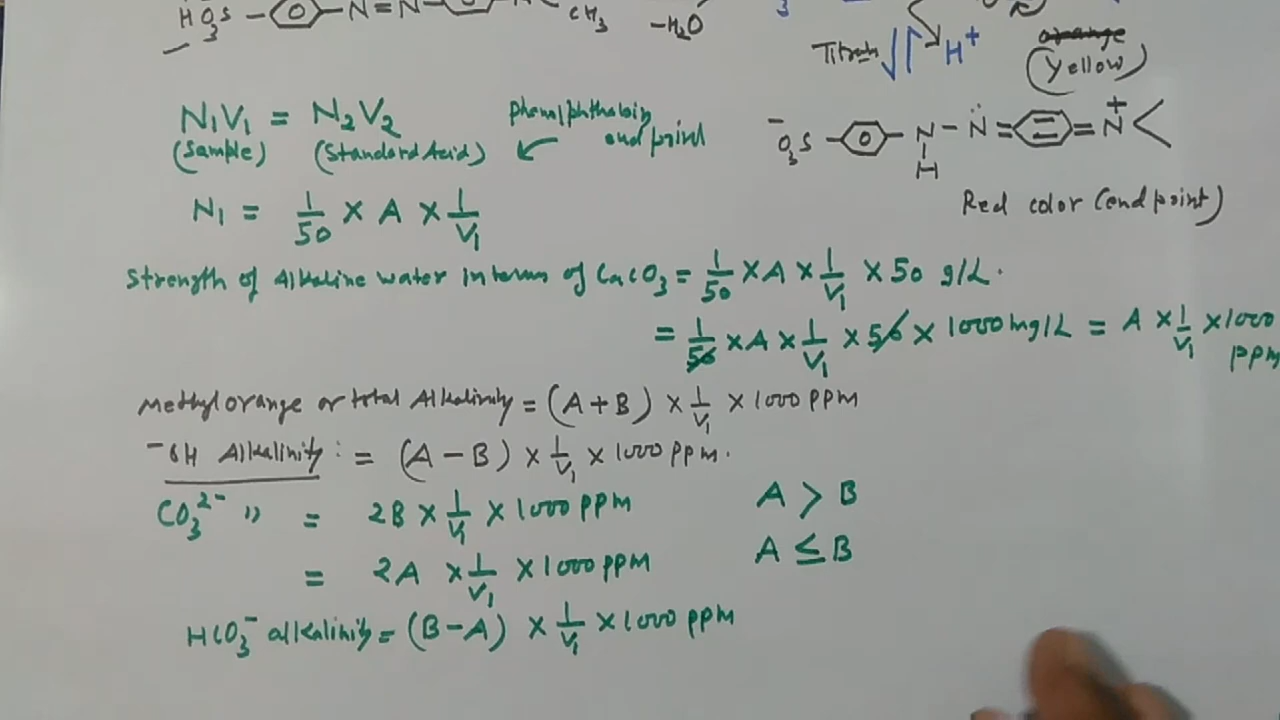 HO₃S – – N = N – CH₃ –H₂O
Titrate H⁺ orange
(Yellow)
N₁V₁ = N₂V₂ phenolphthalein
(Sample) (Standard Acid) end point
⁻O₃S – – N – N̈ = = N⁺
H
Red color (end point)
N₁ = 1/50 × A × 1/V₁
Strength of Alkaline water in terms of CaCO₃ = 1/50 × A × 1/V₁ × 50 g/L.
= 1/50 × A × 1/V₁ × 50 × 1000 mg/L = A × 1/V₁ × 1000 ppm
Methyl orange or total Alkalinity = (A + B) × 1/V₁ × 1000 ppm
⁻OH Alkalinity : = (A – B) × 1/V₁ × 1000 ppm.
CO₃²⁻ " = 2B × 1/V₁ × 1000 ppm A > B
= 2A × 1/V₁ × 1000 ppm A ≤ B
HCO₃⁻ alkalinity = (B – A) × 1/V₁ × 1000 ppm